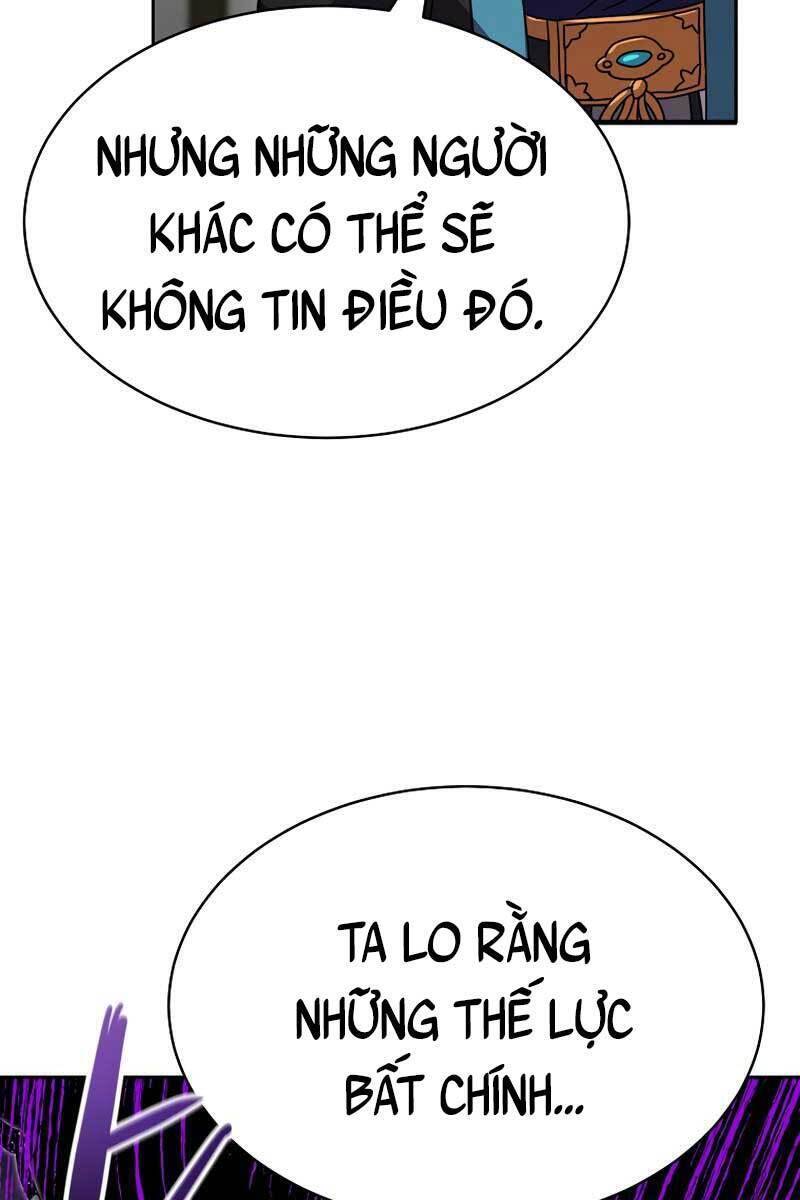 NHƯNG NHỮNG NGƯỜI
KHÁC CÓ THỂ SẼ
KHÔNG TIN ĐIỀU ĐÓ.
TA LO RẰNG
NHỮNG THẾ LỰC
BẤT CHÍNH...